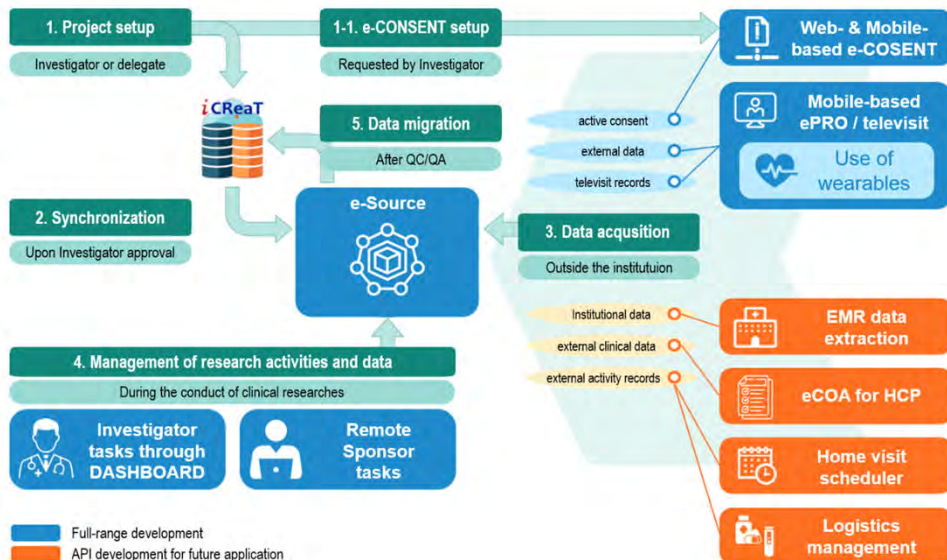 1. Project setup
Investigator or delegate
1-1. e-CONSENT setup
Requested by Investigator
Web- & Mobile-
based e-COSENT
iCReaT
5. Data migration
After QC/QA
active consent
external data
televisit records
Mobile-based
ePRO / televisit
Use of
wearables
2. Synchronization
Upon Investigator approval
e-Source
3. Data acqusition
Outside the institutuion
Institutional data
external clinical data
external activity records
EMR data
extraction
eCOA for HCP
Home visit
scheduler
Logistics
management
4. Management of research activities and data
During the conduct of clinical researches
Investigator
tasks through
DASHBOARD
Remote
Sponsor
tasks
Full-range development
API development for future application